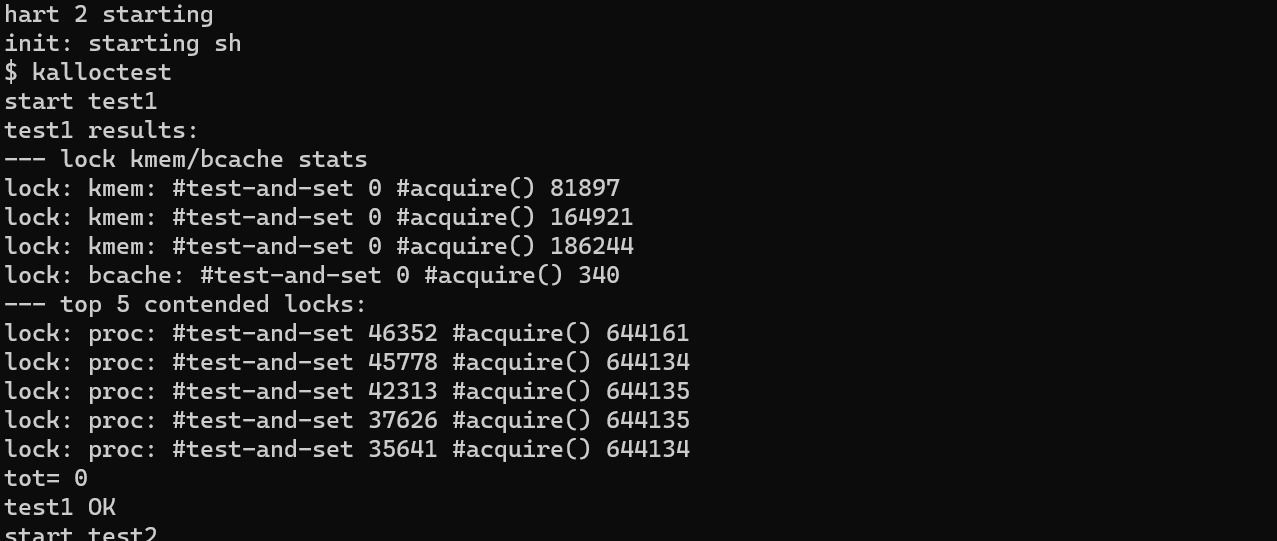 hart 2 starting
init: starting sh
$ kalloctest
start test1
test1 results:
--- lock kmem/bcache stats
lock: kmem: #test-and-set 0 #acquire() 81897
lock: kmem: #test-and-set 0 #acquire() 164921
lock: kmem: #test-and-set 0 #acquire() 186244
lock: bcache: #test-and-set 0 #acquire() 340
--- top 5 contended locks:
lock: proc: #test-and-set 46352 #acquire() 644161
lock: proc: #test-and-set 45778 #acquire() 644134
lock: proc: #test-and-set 42313 #acquire() 644135
lock: proc: #test-and-set 37626 #acquire() 644135
lock: proc: #test-and-set 35641 #acquire() 644134
tot= 0
test1 OK
start test2